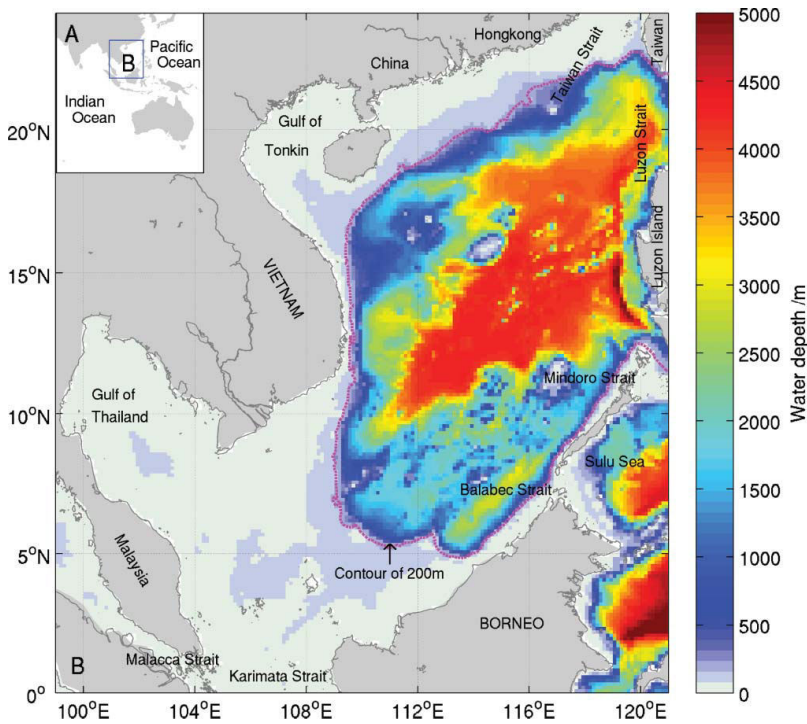 A
Pacific
Ocean
B
Indian
Ocean
Hongkong
China
Taiwan Strait
Taiwan
Gulf of
Tonkin
Luzon Strait
Luzon Island
VIETNAM
Gulf of
Thailand
Mindoro Strait
Sulu Sea
Balabec Strait
Malaysia
Contour of 200m
BORNEO
Malacca Strait
Karimata Strait
B
20°N
15°N
10°N
5°N
0°
100°E
104°E
108°E
112°E
116°E
120°E
5000
4500
4000
3500
3000
2500
2000
1500
1000
500
0
Water depth /m